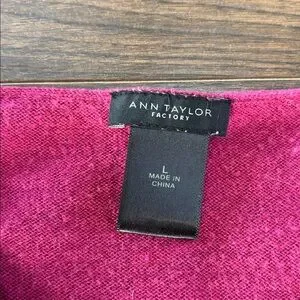 ANN TAYLOR
FACTORY
L
MADE IN
CHINA